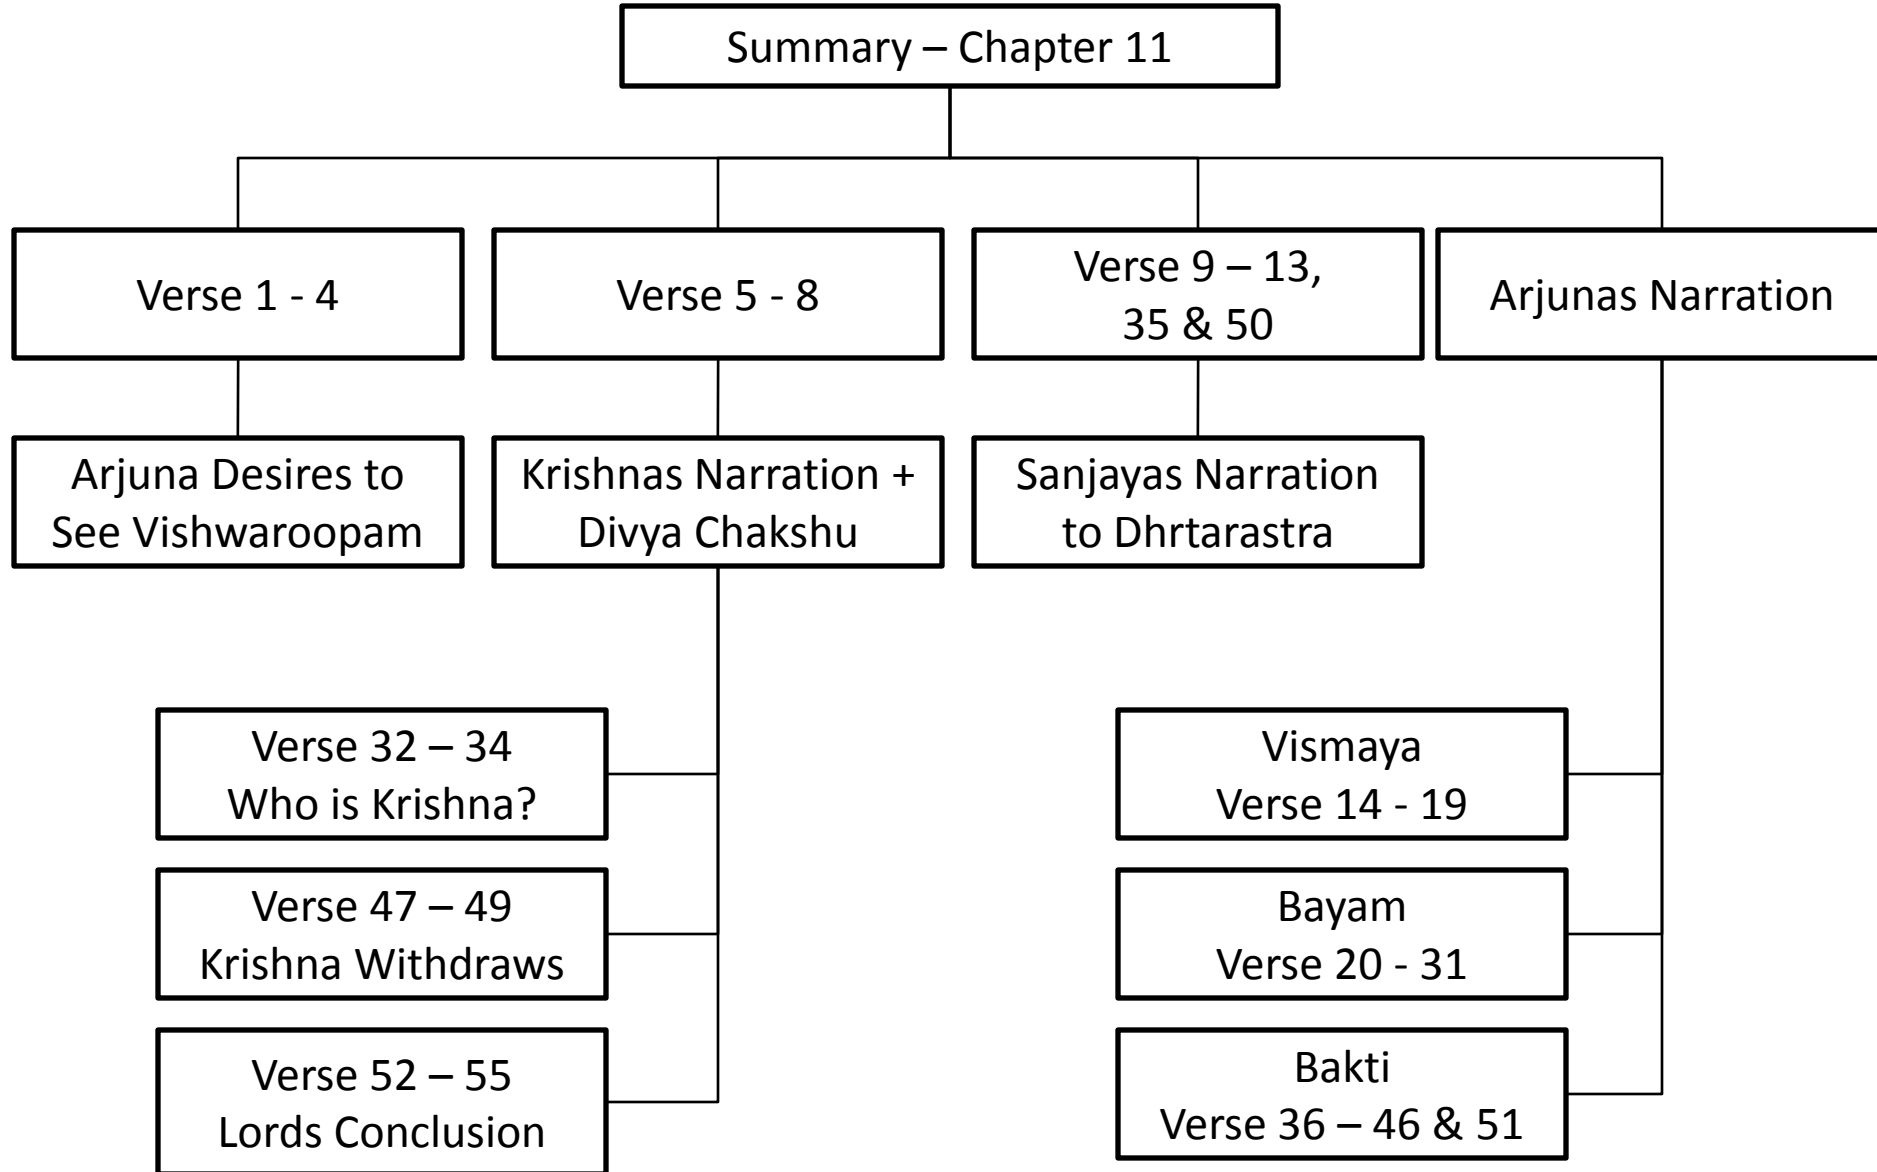 Summary – Chapter 11
Verse 1 - 4
Verse 5 - 8
Verse 9 – 13,
35 & 50
Arjunas Narration
Arjuna Desires to
See Vishwaroopam
Krishnas Narration +
Divya Chakshu
Sanjayas Narration
to Dhrtarastra
Verse 32 – 34
Who is Krishna?
Verse 47 – 49
Krishna Withdraws
Verse 52 – 55
Lords Conclusion
Vismaya
Verse 14 - 19
Bayam
Verse 20 - 31
Bakti
Verse 36 – 46 & 51